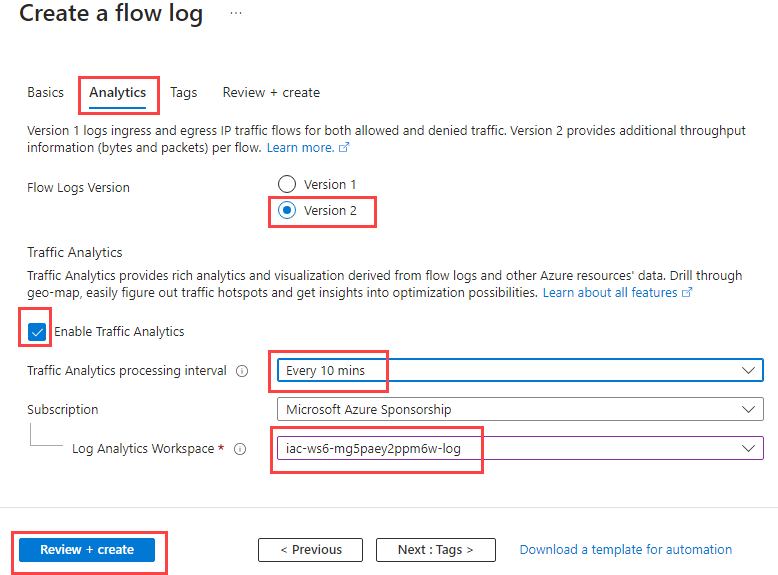 Create a flow log ...
Basics Analytics Tags Review + create
Version 1 logs ingress and egress IP traffic flows for both allowed and denied traffic. Version 2 provides additional throughput
information (bytes and packets) per flow. Learn more.
Flow Logs Version
Version 1
Version 2
Traffic Analytics
Traffic Analytics provides rich analytics and visualization derived from flow logs and other Azure resources' data. Drill through
geo-map, easily figure out traffic hotspots and get insights into optimization possibilities. Learn about all features
Enable Traffic Analytics
Traffic Analytics processing interval Every 10 mins
Subscription Microsoft Azure Sponsorship
Log Analytics Workspace * iac-ws6-mg5paey2ppm6w-log
Review + create < Previous Next : Tags > Download a template for automation